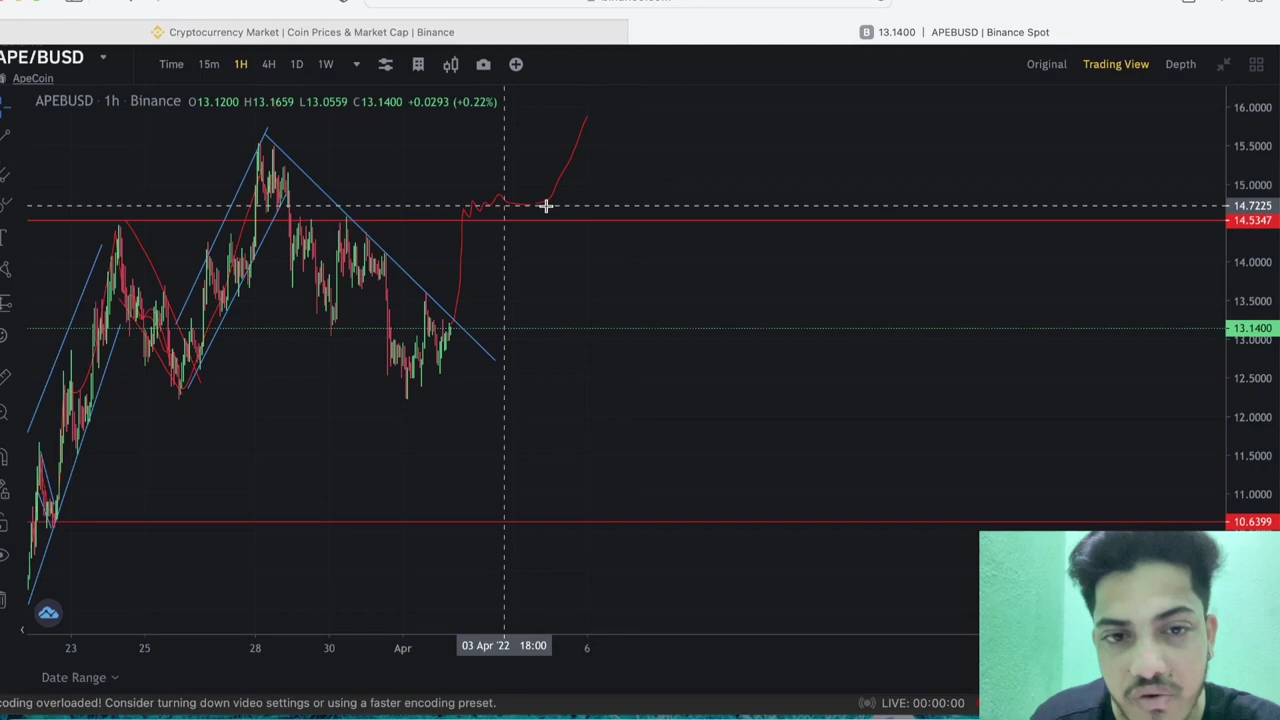 Cryptocurrency Market | Coin Prices & Market Cap | Binance
B 13.1400 | APEBUSD | Binance Spot
APE/BUSD
ApeCoin
Time 15m 1H 4H 1D 1W
Original Trading View Depth
APEBUSD · 1h · Binance O13.1200 H13.1659 L13.0559 C13.1400 +0.0293 (+0.22%)
16.0000
15.5000
15.0000
14.7225
14.5347
14.0000
13.5000
13.1400
13.0000
12.5000
12.0000
11.5000
11.0000
10.6399
23 25 28 30 Apr 03 Apr '22 18:00 6
Date Range
coding overloaded! Consider turning down video settings or using a faster encoding preset.
LIVE: 00:00:00